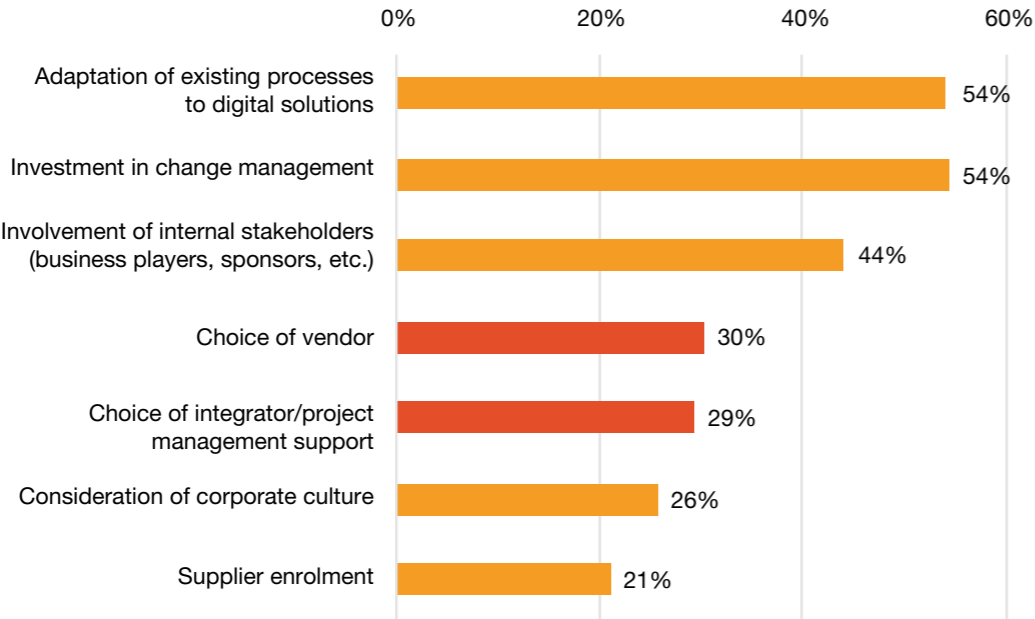 0% 20% 40% 60%
Adaptation of existing processes
to digital solutions
54%
Investment in change management
54%
Involvement of internal stakeholders
(business players, sponsors, etc.)
44%
Choice of vendor
30%
Choice of integrator/project
management support
29%
Consideration of corporate culture
26%
Supplier enrolment
21%